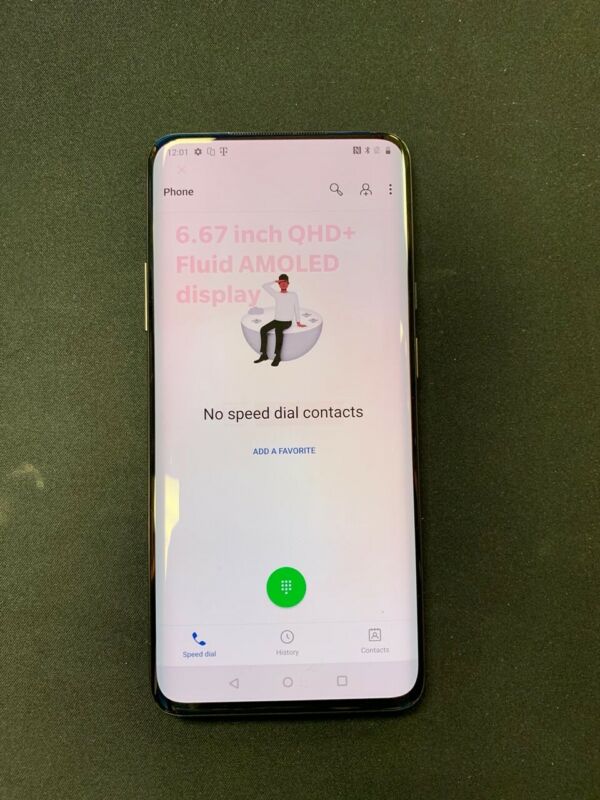 12:01
Phone
6.67 inch QHD+
Fluid AMOLED
display
No speed dial contacts
ADD A FAVORITE
Speed dial
History
Contacts